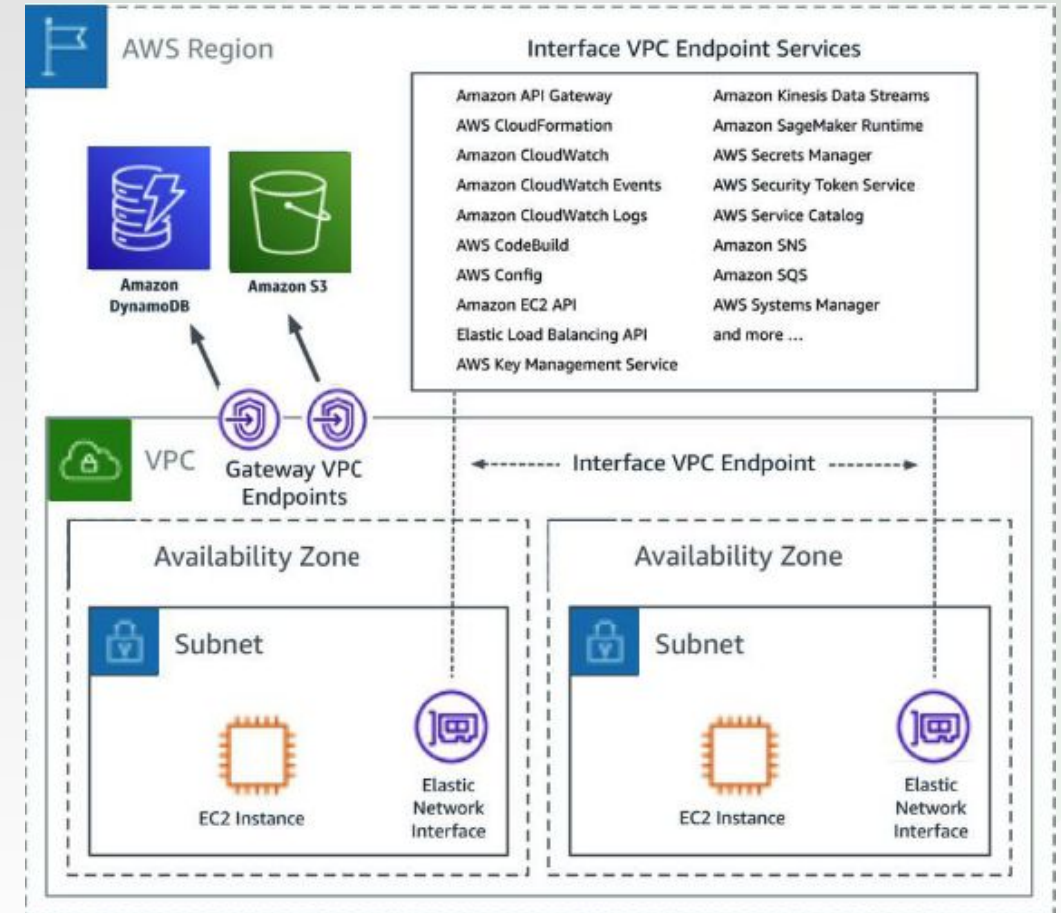 AWS Region
Interface VPC Endpoint Services
Amazon API Gateway
AWS CloudFormation
Amazon CloudWatch
Amazon CloudWatch Events
Amazon CloudWatch Logs
AWS CodeBuild
AWS Config
Amazon EC2 API
Elastic Load Balancing API
AWS Key Management Service
Amazon Kinesis Data Streams
Amazon SageMaker Runtime
AWS Secrets Manager
AWS Security Token Service
AWS Service Catalog
Amazon SNS
Amazon SQS
AWS Systems Manager
and more ...
Amazon
DynamoDB
Amazon S3
VPC
Gateway VPC
Endpoints
Interface VPC Endpoint
Availability Zone
Subnet
EC2 Instance
Elastic
Network
Interface
Availability Zone
Subnet
EC2 Instance
Elastic
Network
Interface